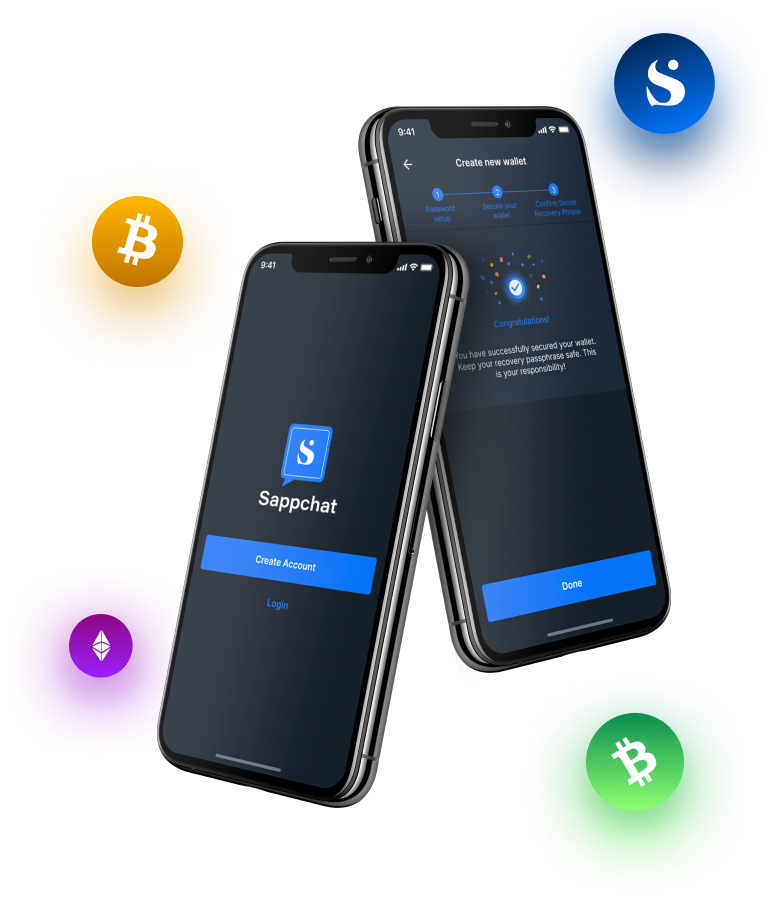 9:41
Create new wallet
1
2
3
Password
setup
Secure your
wallet
Confirm Secret
Recovery Phrase
Congratulations!
You have successfully secured your wallet.
Keep your recovery passphrase safe. This
is your responsibility!
Done
9:41
S
Sappchat
Create Account
Login
S